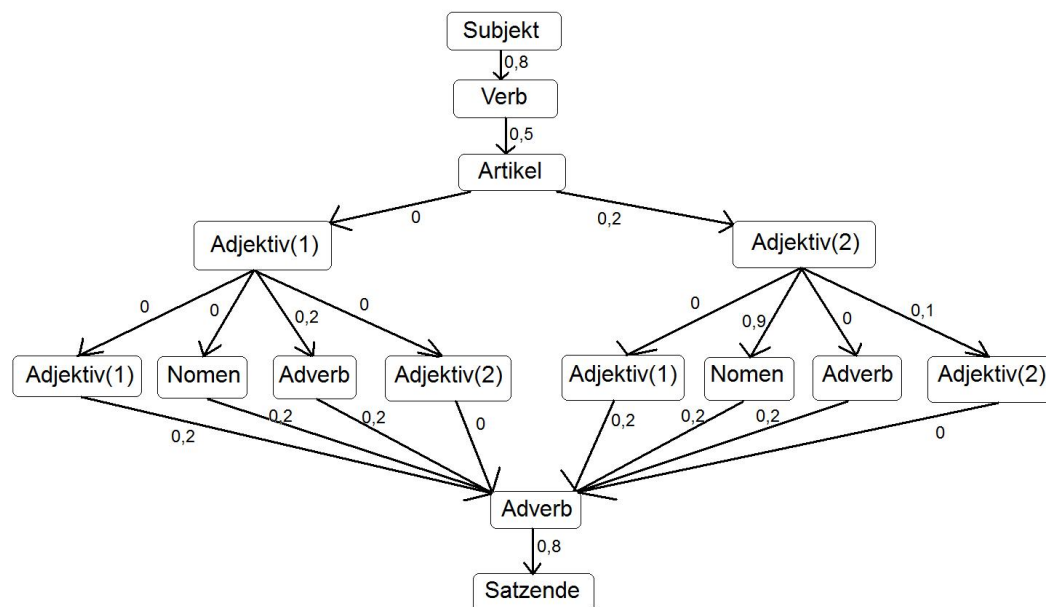 Subjekt
0,8
Verb
0,5
Artikel
0 0,2
Adjektiv(1) Adjektiv(2)
0 0 0,2 0 0 0,9 0 0,1
Adjektiv(1) Nomen Adverb Adjektiv(2) Adjektiv(1) Nomen Adverb Adjektiv(2)
0,2 0,2 0,2 0 0,2 0,2 0,2 0
Adverb
0,8
Satzende